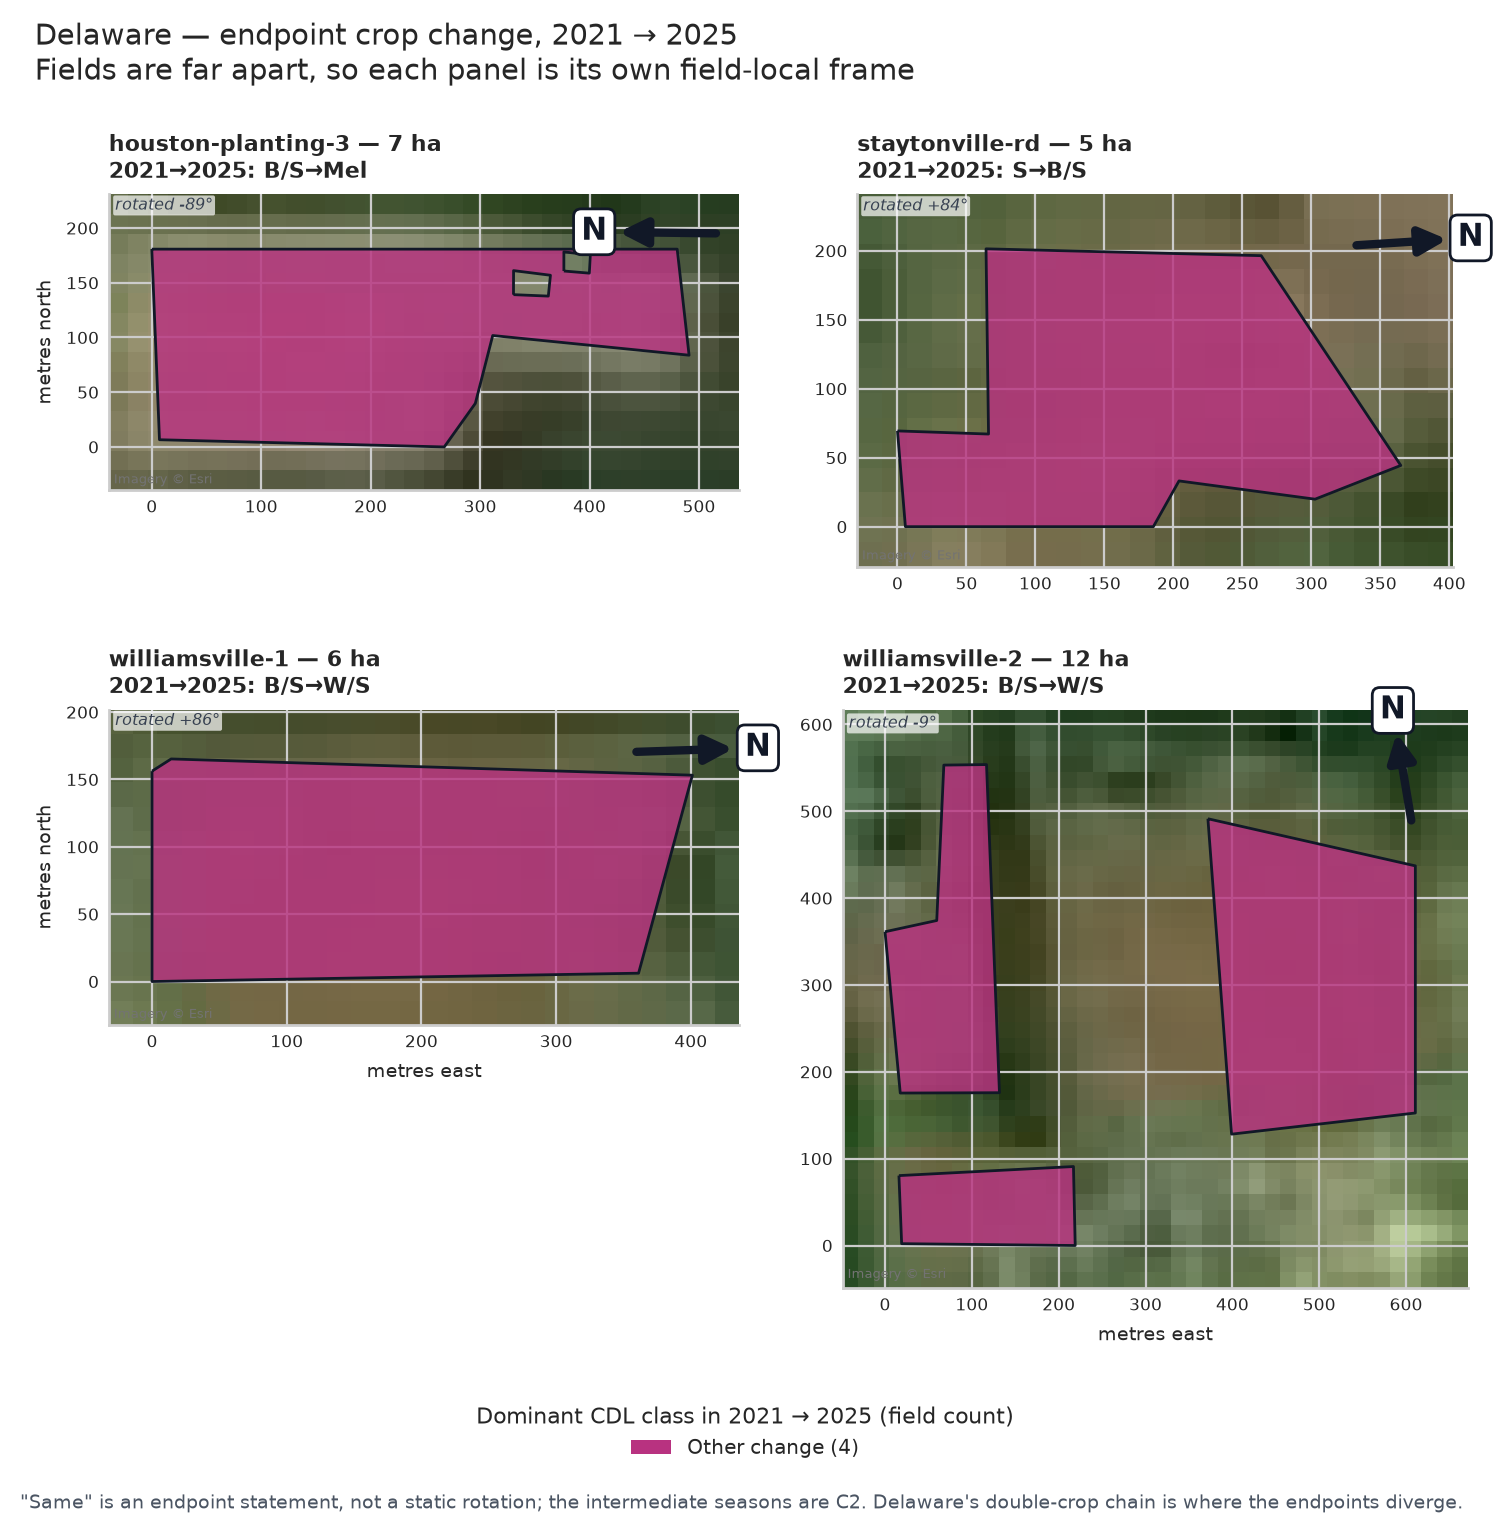 Delaware — endpoint crop change, 2021 → 2025
Fields are far apart, so each panel is its own field-local frame
houston-planting-3 — 7 ha
2021→2025: B/S→Mel
rotated -89°
N
metres north
200
150
100
50
0
Imagery © Esri
0 100 200 300 400 500
staytonville-rd — 5 ha
2021→2025: S→B/S
rotated +84°
N
200
150
100
50
0
Imagery © Esri
0 50 100 150 200 250 300 350 400
williamsville-1 — 6 ha
2021→2025: B/S→W/S
rotated +86°
N
metres north
200
150
100
50
0
Imagery © Esri
0 100 200 300 400
metres east
williamsville-2 — 12 ha
2021→2025: B/S→W/S
rotated -9°
N
600
500
400
300
200
100
0
Imagery © Esri
0 100 200 300 400 500 600
metres east
Dominant CDL class in 2021 → 2025 (field count)
Other change (4)
"Same" is an endpoint statement, not a static rotation; the intermediate seasons are C2. Delaware's double-crop chain is where the endpoints diverge.